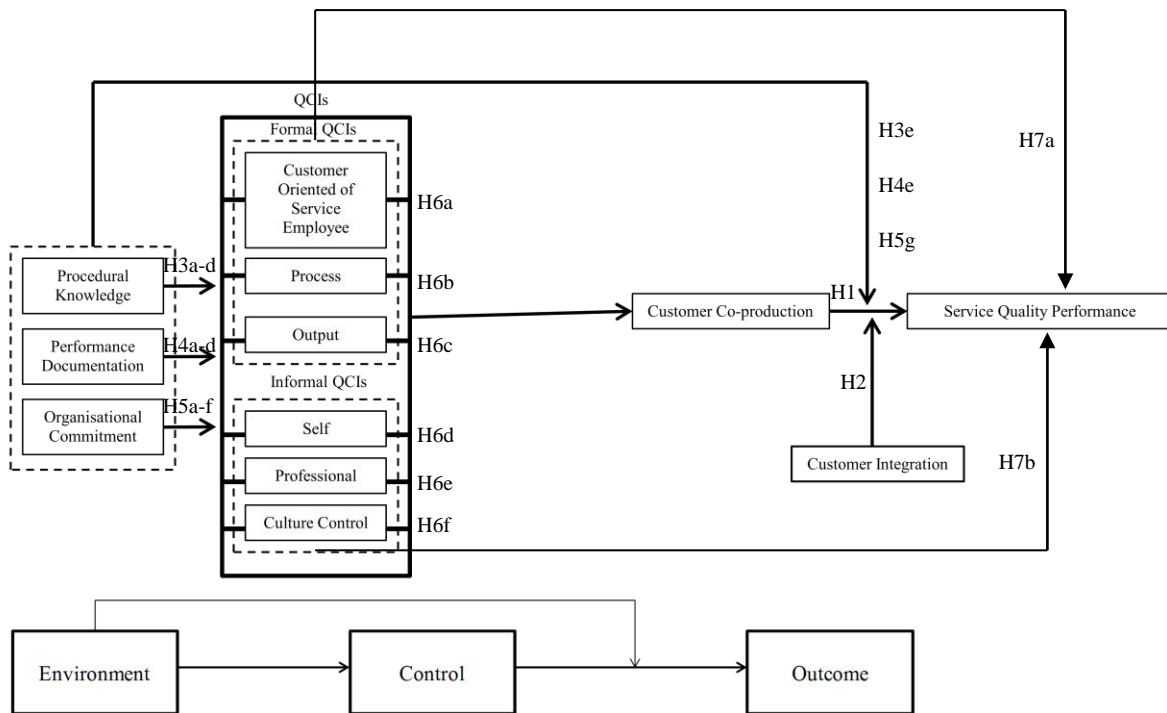 QCIs
Formal QCIs
Customer
Oriented of
Service
Employee
Process
Output
Informal QCIs
Self
Professional
Culture Control
Procedural
Knowledge
Performance
Documentation
Organisational
Commitment
H3a-d
H4a-d
H5a-f
H6a
H6b
H6c
H6d
H6e
H6f
Customer Co-production
H1
H3e
H4e
H5g
H2
Customer Integration
H7a
Service Quality Performance
H7b
Environment
Control
Outcome